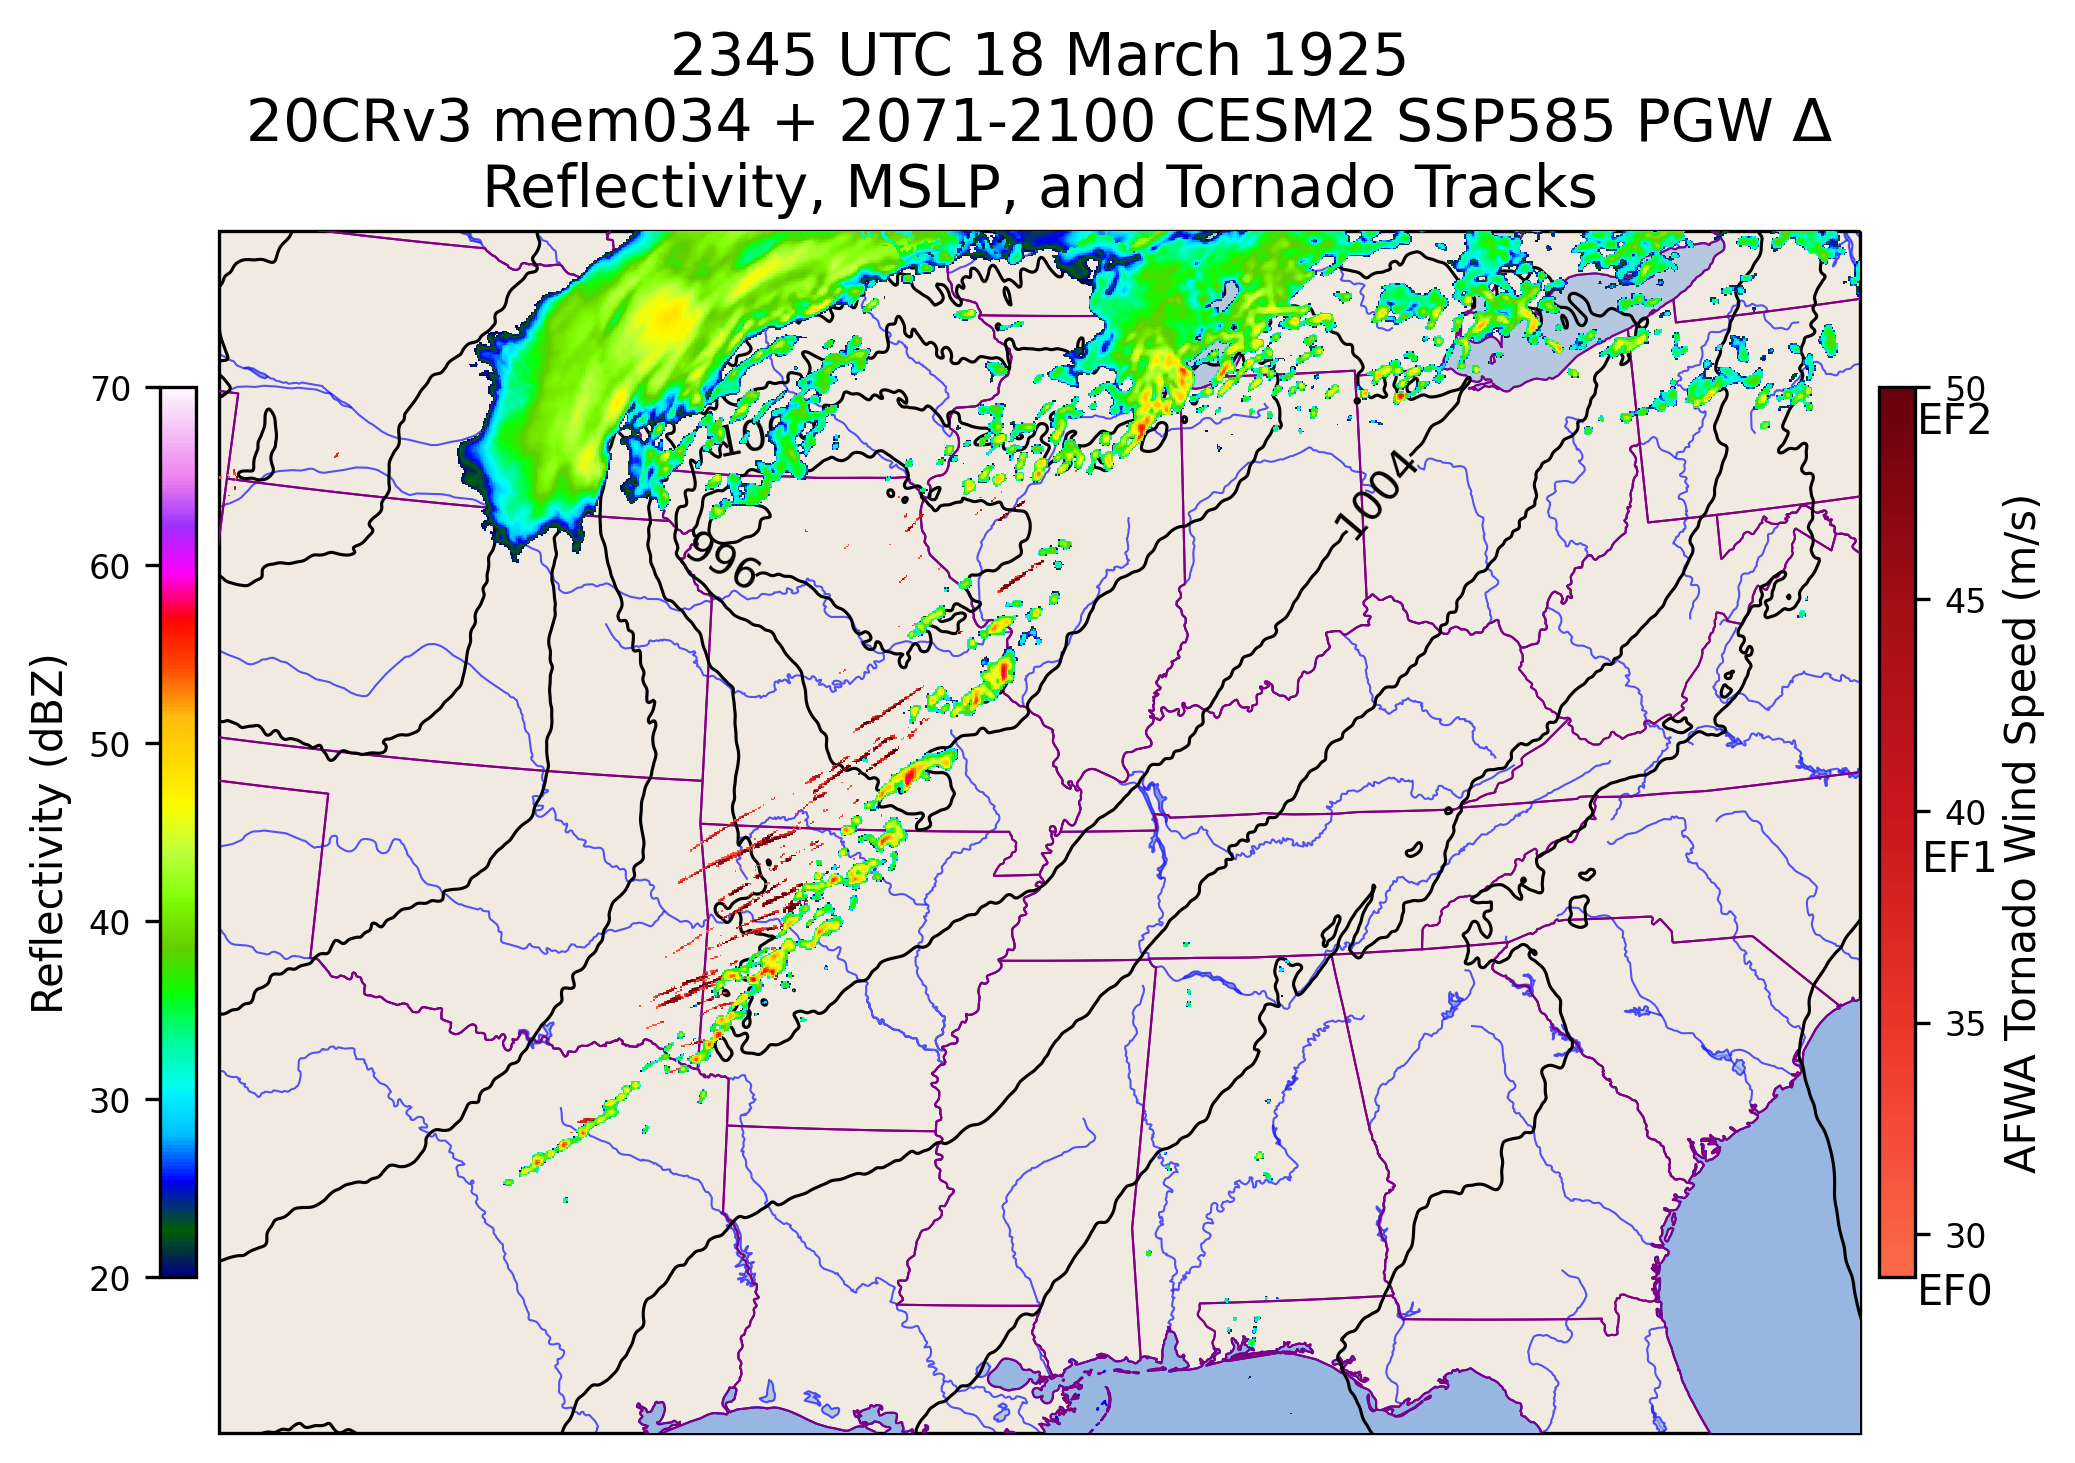 2345 UTC 18 March 1925
20CRv3 mem034 + 2071-2100 CESM2 SSP585 PGW Δ
Reflectivity, MSLP, and Tornado Tracks
Reflectivity (dBZ)
70
60
50
40
30
20
996
1004
50
EF2
45
40
EF1
35
30
EF0
AFWA Tornado Wind Speed (m/s)